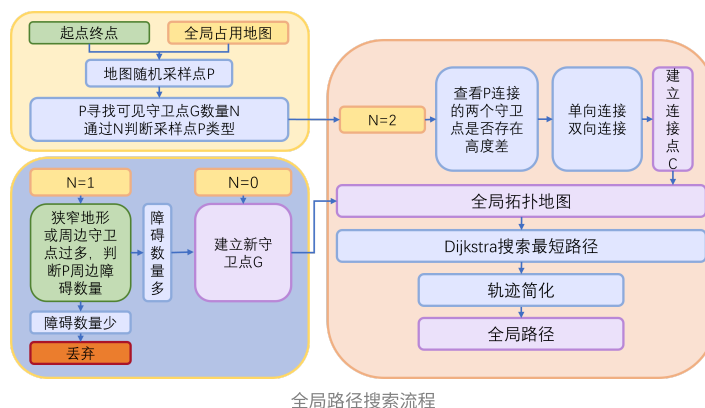 起点终点
全局占用地图
地图随机采样点P
P寻找可见守卫点G数量N
通过N判断采样点P类型
N=2
查看P连接
的两个守卫
点是否存在
高度差
单向连接
双向连接
建
立
连
接
点
C
N=1
N=0
狭窄地形
或周边守卫
点过多，判
断P周边障
碍数量
障
碍
数
量
多
建立新守
卫点G
障碍数量少
丢弃
全局拓扑地图
Dijkstra搜索最短路径
轨迹简化
全局路径
全局路径搜索流程